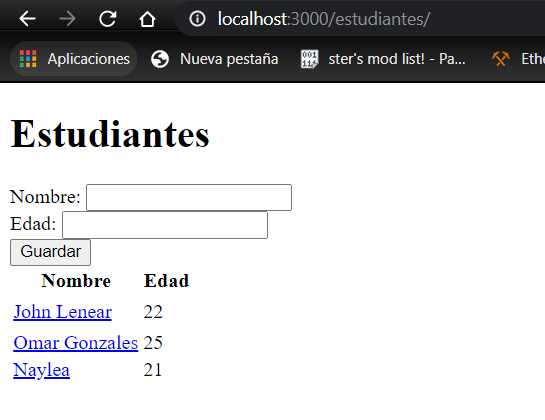 localhost:3000/estudiantes/
Aplicaciones Nueva pestaña ster's mod list! - Pa... Ethe
Estudiantes
Nombre:
Edad:
Guardar
Nombre Edad
John Lenear 22
Omar Gonzales 25
Naylea 21